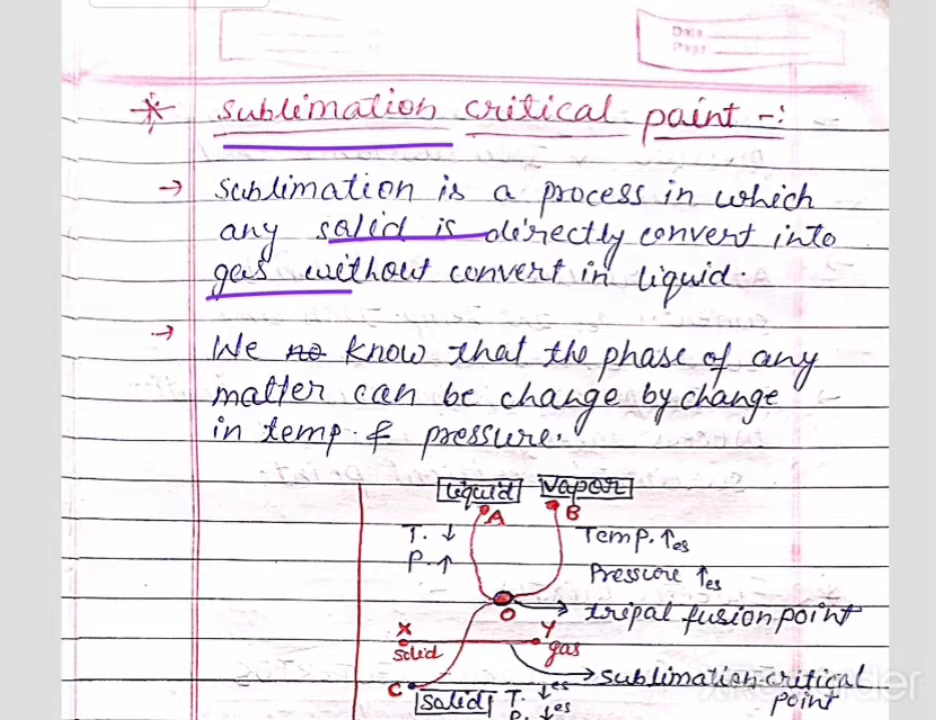 Date
Page
* Sublimation critical point -:
→ Sublimation is a process in which
any salid is directly convert into
gas without convert in liquid.
→ We no know that the phase of any
matter can be change by change
in temp. & pressure.
liquid vapor
A B
T. ↓ Temp. ↑es
P. ↑ Pressure ↑es
O → tripal fusion point
X Y
solid gas
→ sublimation critical
C solid T. ↓es point
P. ↓es